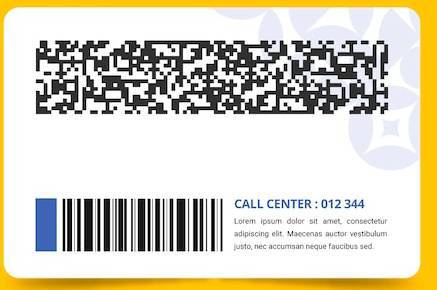 CALL CENTER : 012 344
Lorem ipsum dolor sit amet, consectetur
adipiscing elit. Maecenas auctor vestibulum
justo, nec accumsan neque faucibus sed.